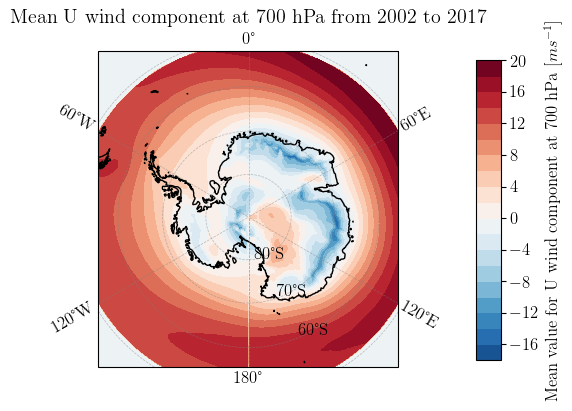 Mean U wind component at 700 hPa from 2002 to 2017
0°
60°W
60°E
80°S
70°S
60°S
120°W
120°E
180°
20
16
12
8
4
0
−4
−8
−12
−16
Mean value for U wind component at 700 hPa [ms⁻¹]